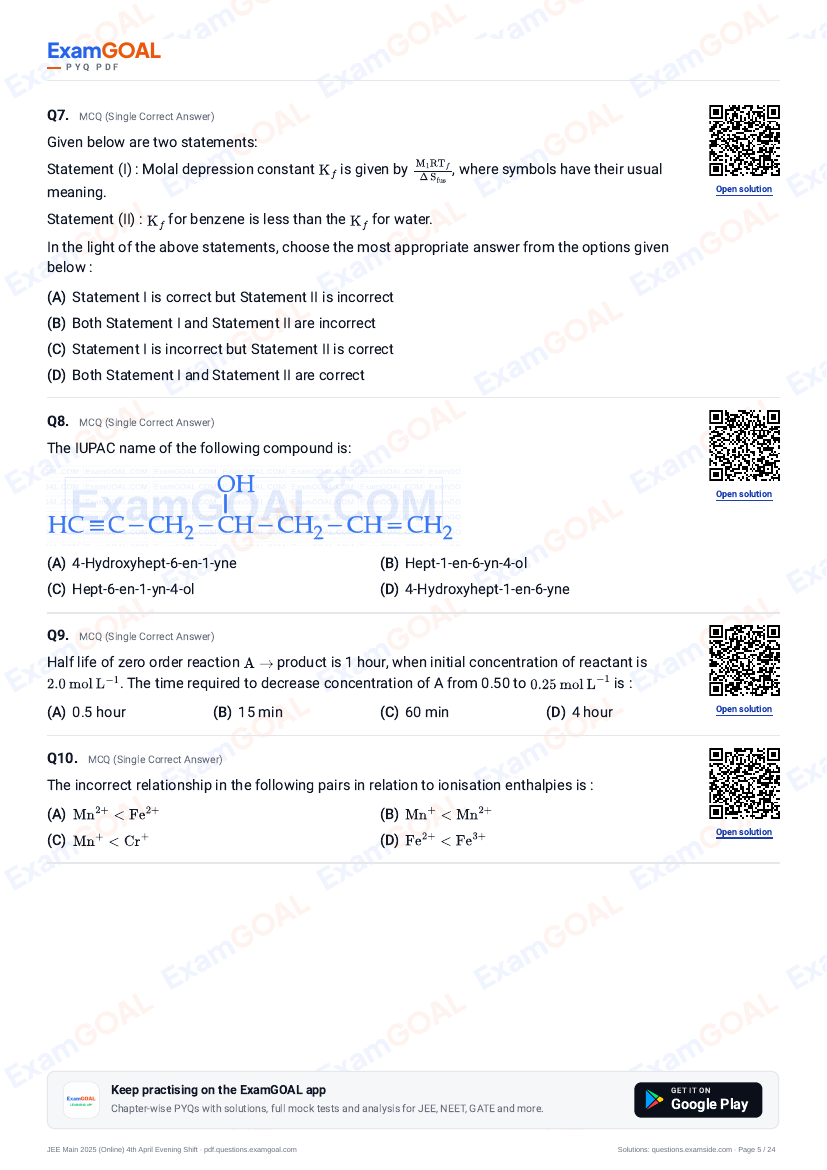 ExamGOAL
PYQ PDF
Q7. MCQ (Single Correct Answer)
Given below are two statements:
Statement (I) : Molal depression constant K_f is given by M₁RT_f / Δ S_fus, where symbols have their usual
meaning.
Statement (II) : K_f for benzene is less than the K_f for water.
In the light of the above statements, choose the most appropriate answer from the options given
below :
(A) Statement I is correct but Statement II is incorrect
(B) Both Statement I and Statement II are incorrect
(C) Statement I is incorrect but Statement II is correct
(D) Both Statement I and Statement II are correct
Open solution
Q8. MCQ (Single Correct Answer)
The IUPAC name of the following compound is:
OH
HC≡C−CH₂−CH−CH₂−CH=CH₂
ExamGOAL.COM
(A) 4-Hydroxyhept-6-en-1-yne (B) Hept-1-en-6-yn-4-ol
(C) Hept-6-en-1-yn-4-ol (D) 4-Hydroxyhept-1-en-6-yne
Open solution
Q9. MCQ (Single Correct Answer)
Half life of zero order reaction A → product is 1 hour, when initial concentration of reactant is
2.0 mol L⁻¹. The time required to decrease concentration of A from 0.50 to 0.25 mol L⁻¹ is :
(A) 0.5 hour (B) 15 min (C) 60 min (D) 4 hour
Open solution
Q10. MCQ (Single Correct Answer)
The incorrect relationship in the following pairs in relation to ionisation enthalpies is :
(A) Mn²⁺ < Fe²⁺ (B) Mn⁺ < Mn²⁺
(C) Mn⁺ < Cr⁺ (D) Fe²⁺ < Fe³⁺
Open solution
ExamGOAL
Keep practising on the ExamGOAL app
Chapter-wise PYQs with solutions, full mock tests and analysis for JEE, NEET, GATE and more.
GET IT ON
Google Play
JEE Main 2025 (Online) 4th April Evening Shift · pdf.questions.examgoal.com Solutions: questions.examside.com · Page 5 / 24